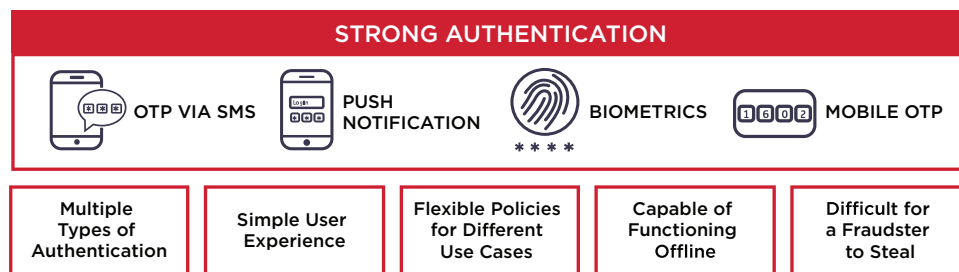 STRONG AUTHENTICATION
* * *
OTP VIA SMS
Login
* * *
PUSH
NOTIFICATION
* * * *
BIOMETRICS
1 6 0 2
MOBILE OTP
Multiple
Types of
Authentication
Simple User
Experience
Flexible Policies
for Different
Use Cases
Capable of
Functioning
Offline
Difficult for
a Fraudster
to Steal